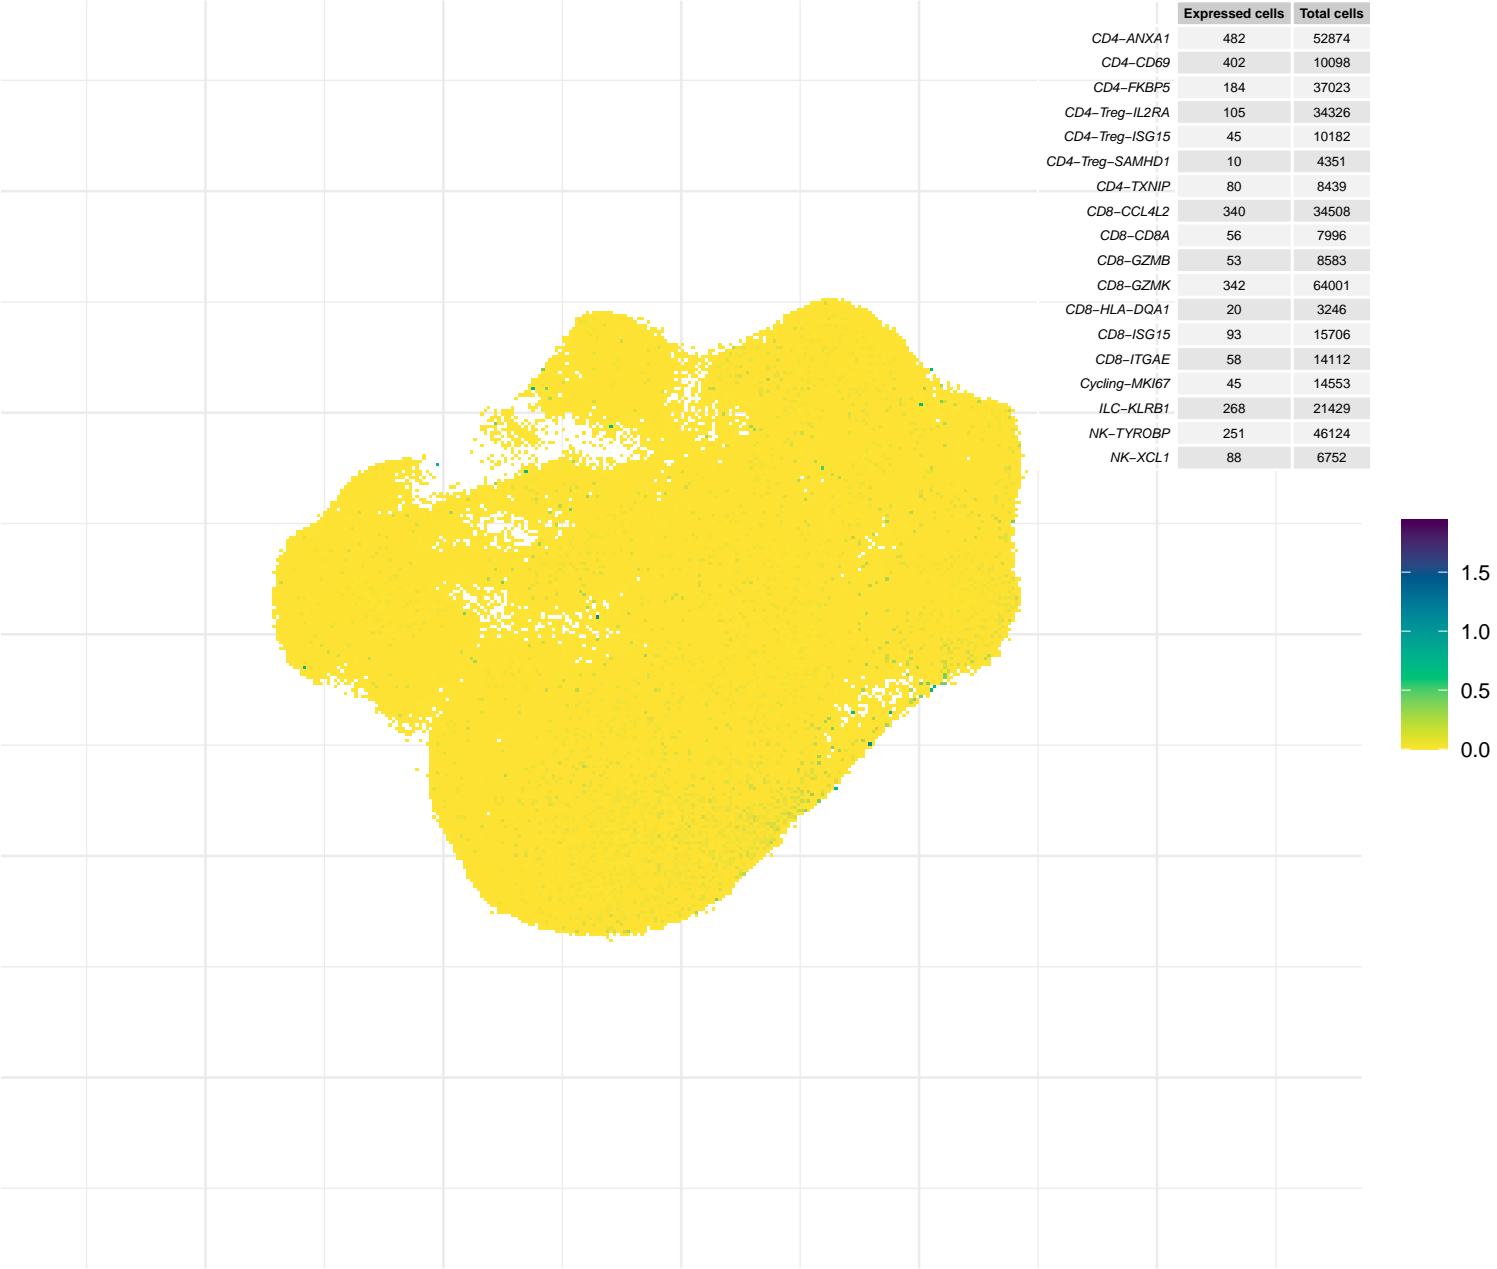 Expressed cells Total cells
CD4−ANXA1 482 52874
CD4−CD69 402 10098
CD4−FKBP5 184 37023
CD4−Treg−IL2RA 105 34326
CD4−Treg−ISG15 45 10182
CD4−Treg−SAMHD1 10 4351
CD4−TXNIP 80 8439
CD8−CCL4L2 340 34508
CD8−CD8A 56 7996
CD8−GZMB 53 8583
CD8−GZMK 342 64001
CD8−HLA−DQA1 20 3246
CD8−ISG15 93 15706
CD8−ITGAE 58 14112
Cycling−MKI67 45 14553
ILC−KLRB1 268 21429
NK−TYROBP 251 46124
NK−XCL1 88 6752
1.5
1.0
0.5
0.0